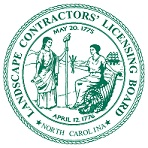 LANDSCAPE CONTRACTORS' LICENSING BOARD
MAY 20, 1775
APRIL 12, 1776
NORTH CAROLINA